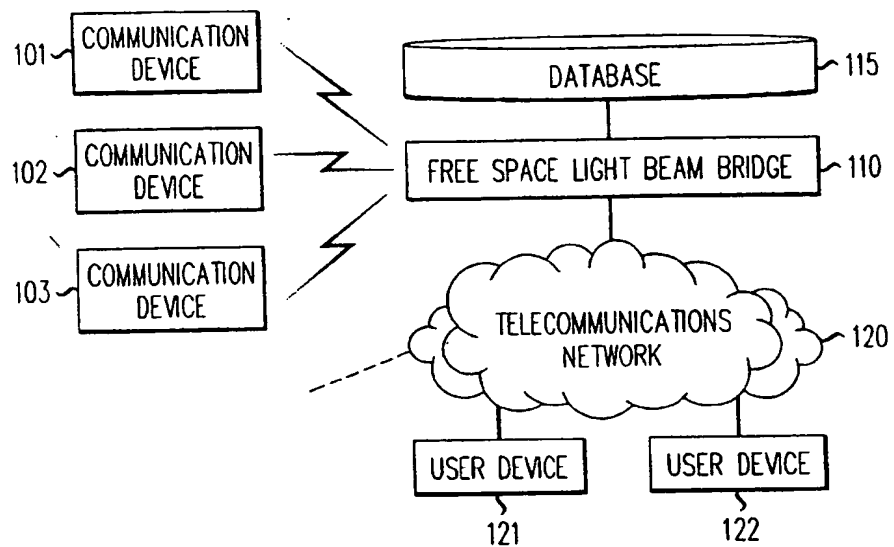 101
COMMUNICATION
DEVICE
102
COMMUNICATION
DEVICE
103
COMMUNICATION
DEVICE
DATABASE
115
FREE SPACE LIGHT BEAM BRIDGE
110
TELECOMMUNICATIONS
NETWORK
120
USER DEVICE
121
USER DEVICE
122